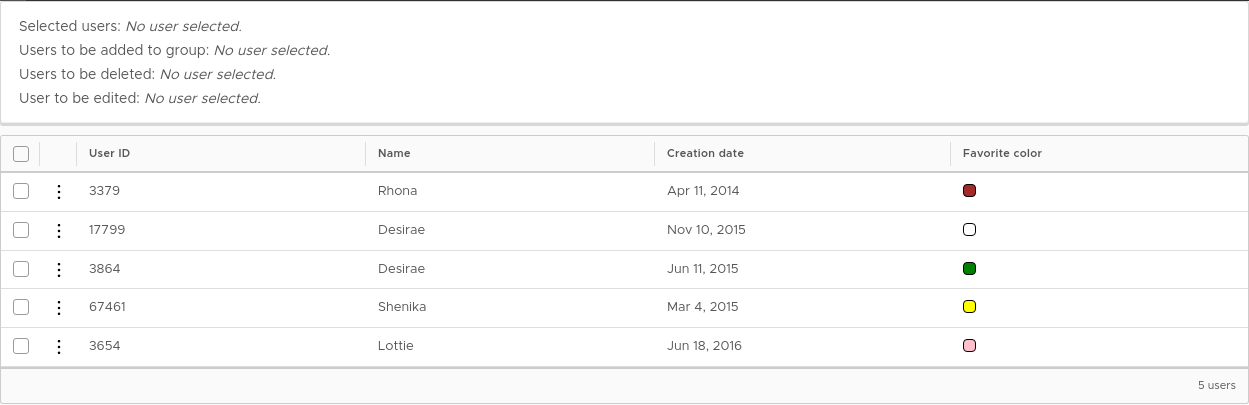 Selected users: No user selected.
Users to be added to group: No user selected.
Users to be deleted: No user selected.
User to be edited: No user selected.
User ID Name Creation date Favorite color
3379 Rhona Apr 11, 2014
17799 Desirae Nov 10, 2015
3864 Desirae Jun 11, 2015
67461 Shenika Mar 4, 2015
3654 Lottie Jun 18, 2016
5 users